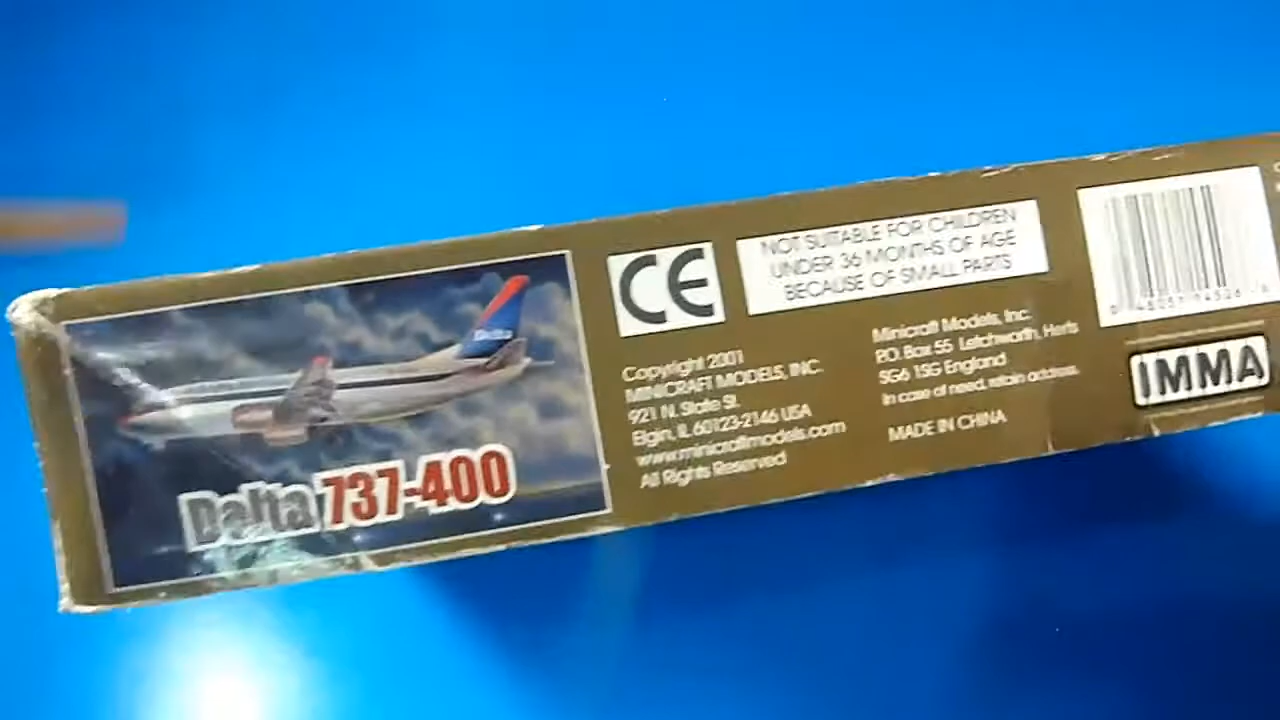 Delta
Delta 737-400
CE
NOT SUITABLE FOR CHILDREN
UNDER 36 MONTHS OF AGE
BECAUSE OF SMALL PARTS
Copyright 2001
MINICRAFT MODELS, INC.
921 N. State St.
Elgin, IL 60123-2146 USA
www.minicraftmodels.com
All Rights Reserved
Minicraft Models, Inc.
P.O. Box 55 Letchworth, Herts
SG6 1SG England
In case of need, retain address.
MADE IN CHINA
IMMA